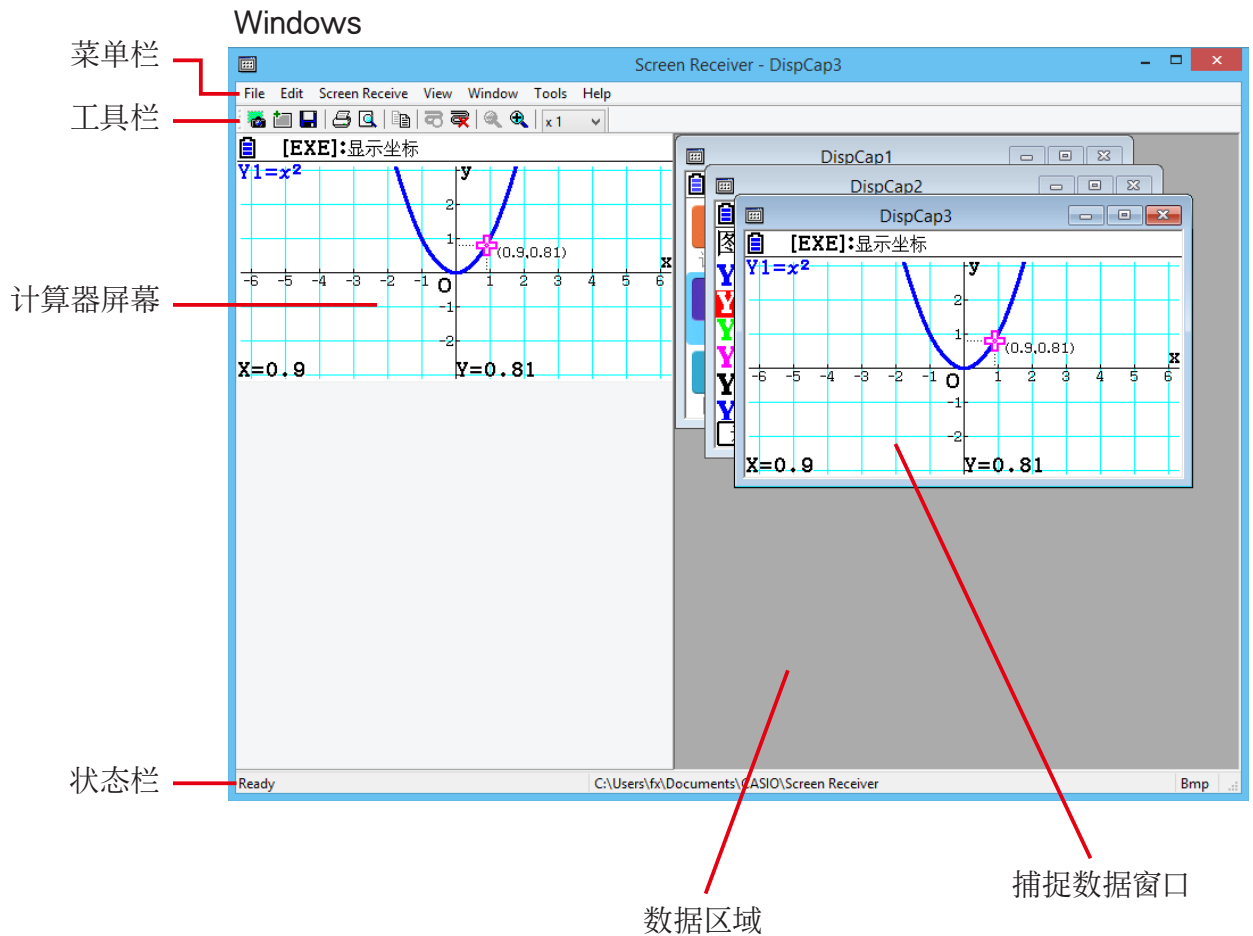 Windows
菜单栏
Screen Receiver - DispCap3
File Edit Screen Receive View Window Tools Help
工具栏
x 1
[EXE]:显示坐标
Y1=x²
y
2
1
(0.9,0.81)
x
-6 -5 -4 -3 -2 -1 O 1 2 3 4 5 6
-1
-2
X=0.9 Y=0.81
计算器屏幕
DispCap1
DispCap2
图
Y
Y
Y
Y
Y
Y
DispCap3
[EXE]:显示坐标
Y1=x²
y
2
1
(0.9,0.81)
x
-6 -5 -4 -3 -2 -1 O 1 2 3 4 5 6
-1
-2
X=0.9 Y=0.81
状态栏
Ready C:\Users\fx\Documents\CASIO\Screen Receiver Bmp
捕捉数据窗口
数据区域